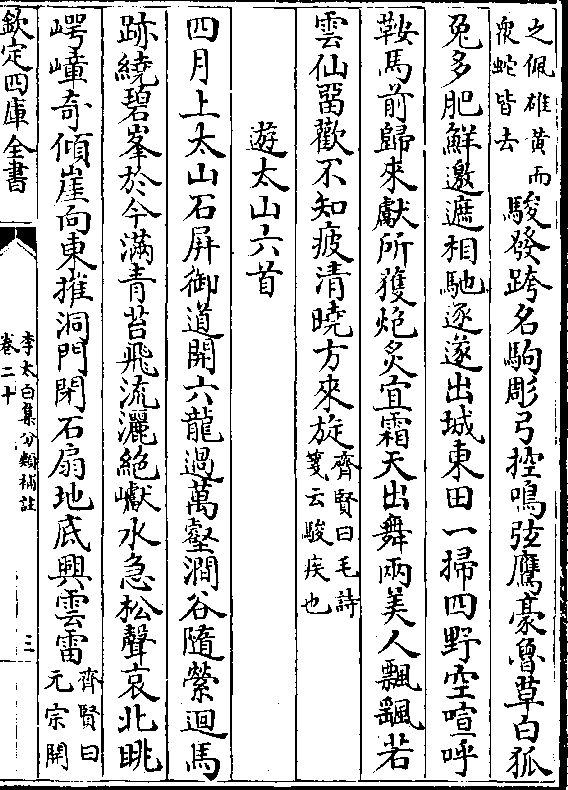 之佩雄黄而
衆蛇皆去
駿發跨名駒彫弓控鳴弦鷹豪魯草白狐
兎多肥鮮邀遮相馳逐遂出城東田一掃四野空喧呼
鞍馬前歸來獻所獲炮炙宜霜天出舞兩美人飄颻若
雲仙留歡不知疲清曉方來旋
齊賢曰毛詩
箋云駿疾也
遊太山六首
四月上太山石屏御道開六龍過萬壑澗谷隨縈迴馬
跡繞碧峯於今滿青苔飛流灑絶巘水急松聲哀北眺
崿嶂奇傾崖向東摧洞門閉石扇地底興雲雷
齊賢曰
元宗開
欽定四庫全書
李太白集分類補註
卷二十
三